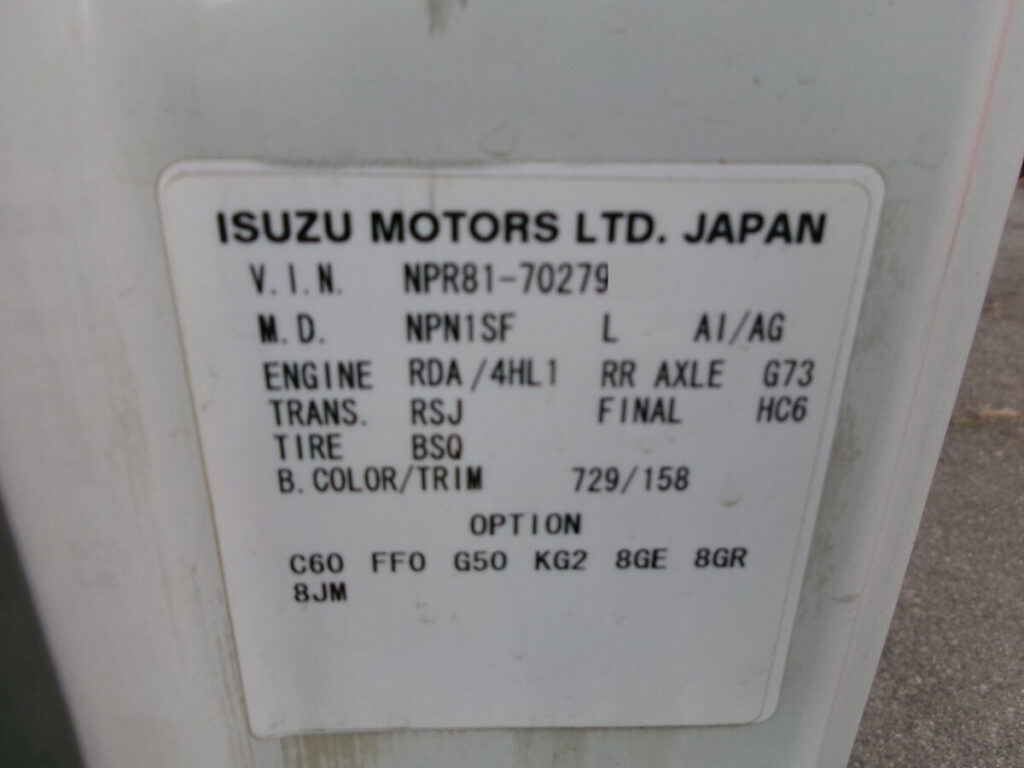 ISUZU MOTORS LTD. JAPAN
V.I.N. NPR81-70279
M.D. NPN1SF L AI/AG
ENGINE RDA/4HL1 RR AXLE G73
TRANS. RSJ FINAL HC6
TIRE BSQ
B.COLOR/TRIM 729/158
OPTION
C60 FF0 G50 KG2 8GE 8GR
8JM